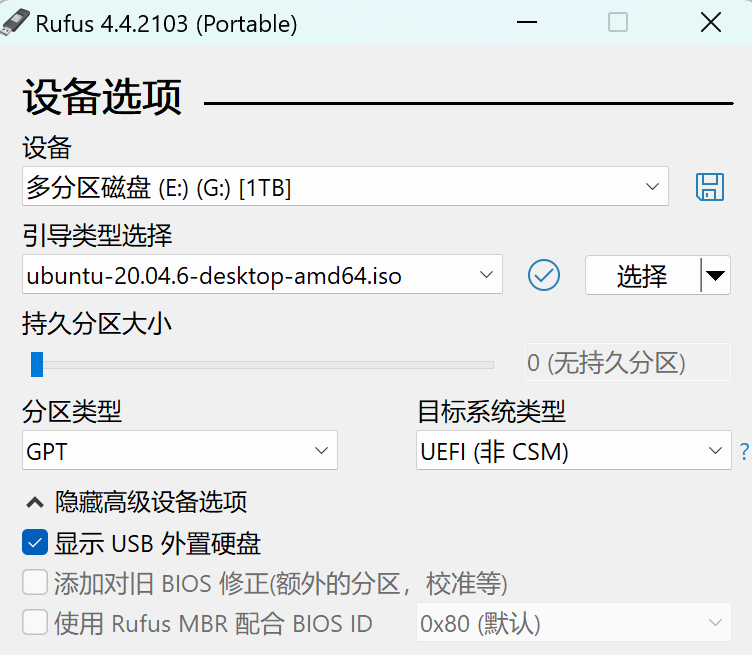 Rufus 4.4.2103 (Portable)
设备选项
设备
多分区磁盘 (E:) (G:) [1TB]
引导类型选择
ubuntu-20.04.6-desktop-amd64.iso
选择
持久分区大小
0 (无持久分区)
分区类型
目标系统类型
GPT
UEFI (非 CSM)
?
隐藏高级设备选项
显示 USB 外置硬盘
添加对旧 BIOS 修正(额外的分区，校准等)
使用 Rufus MBR 配合 BIOS ID
0x80 (默认)